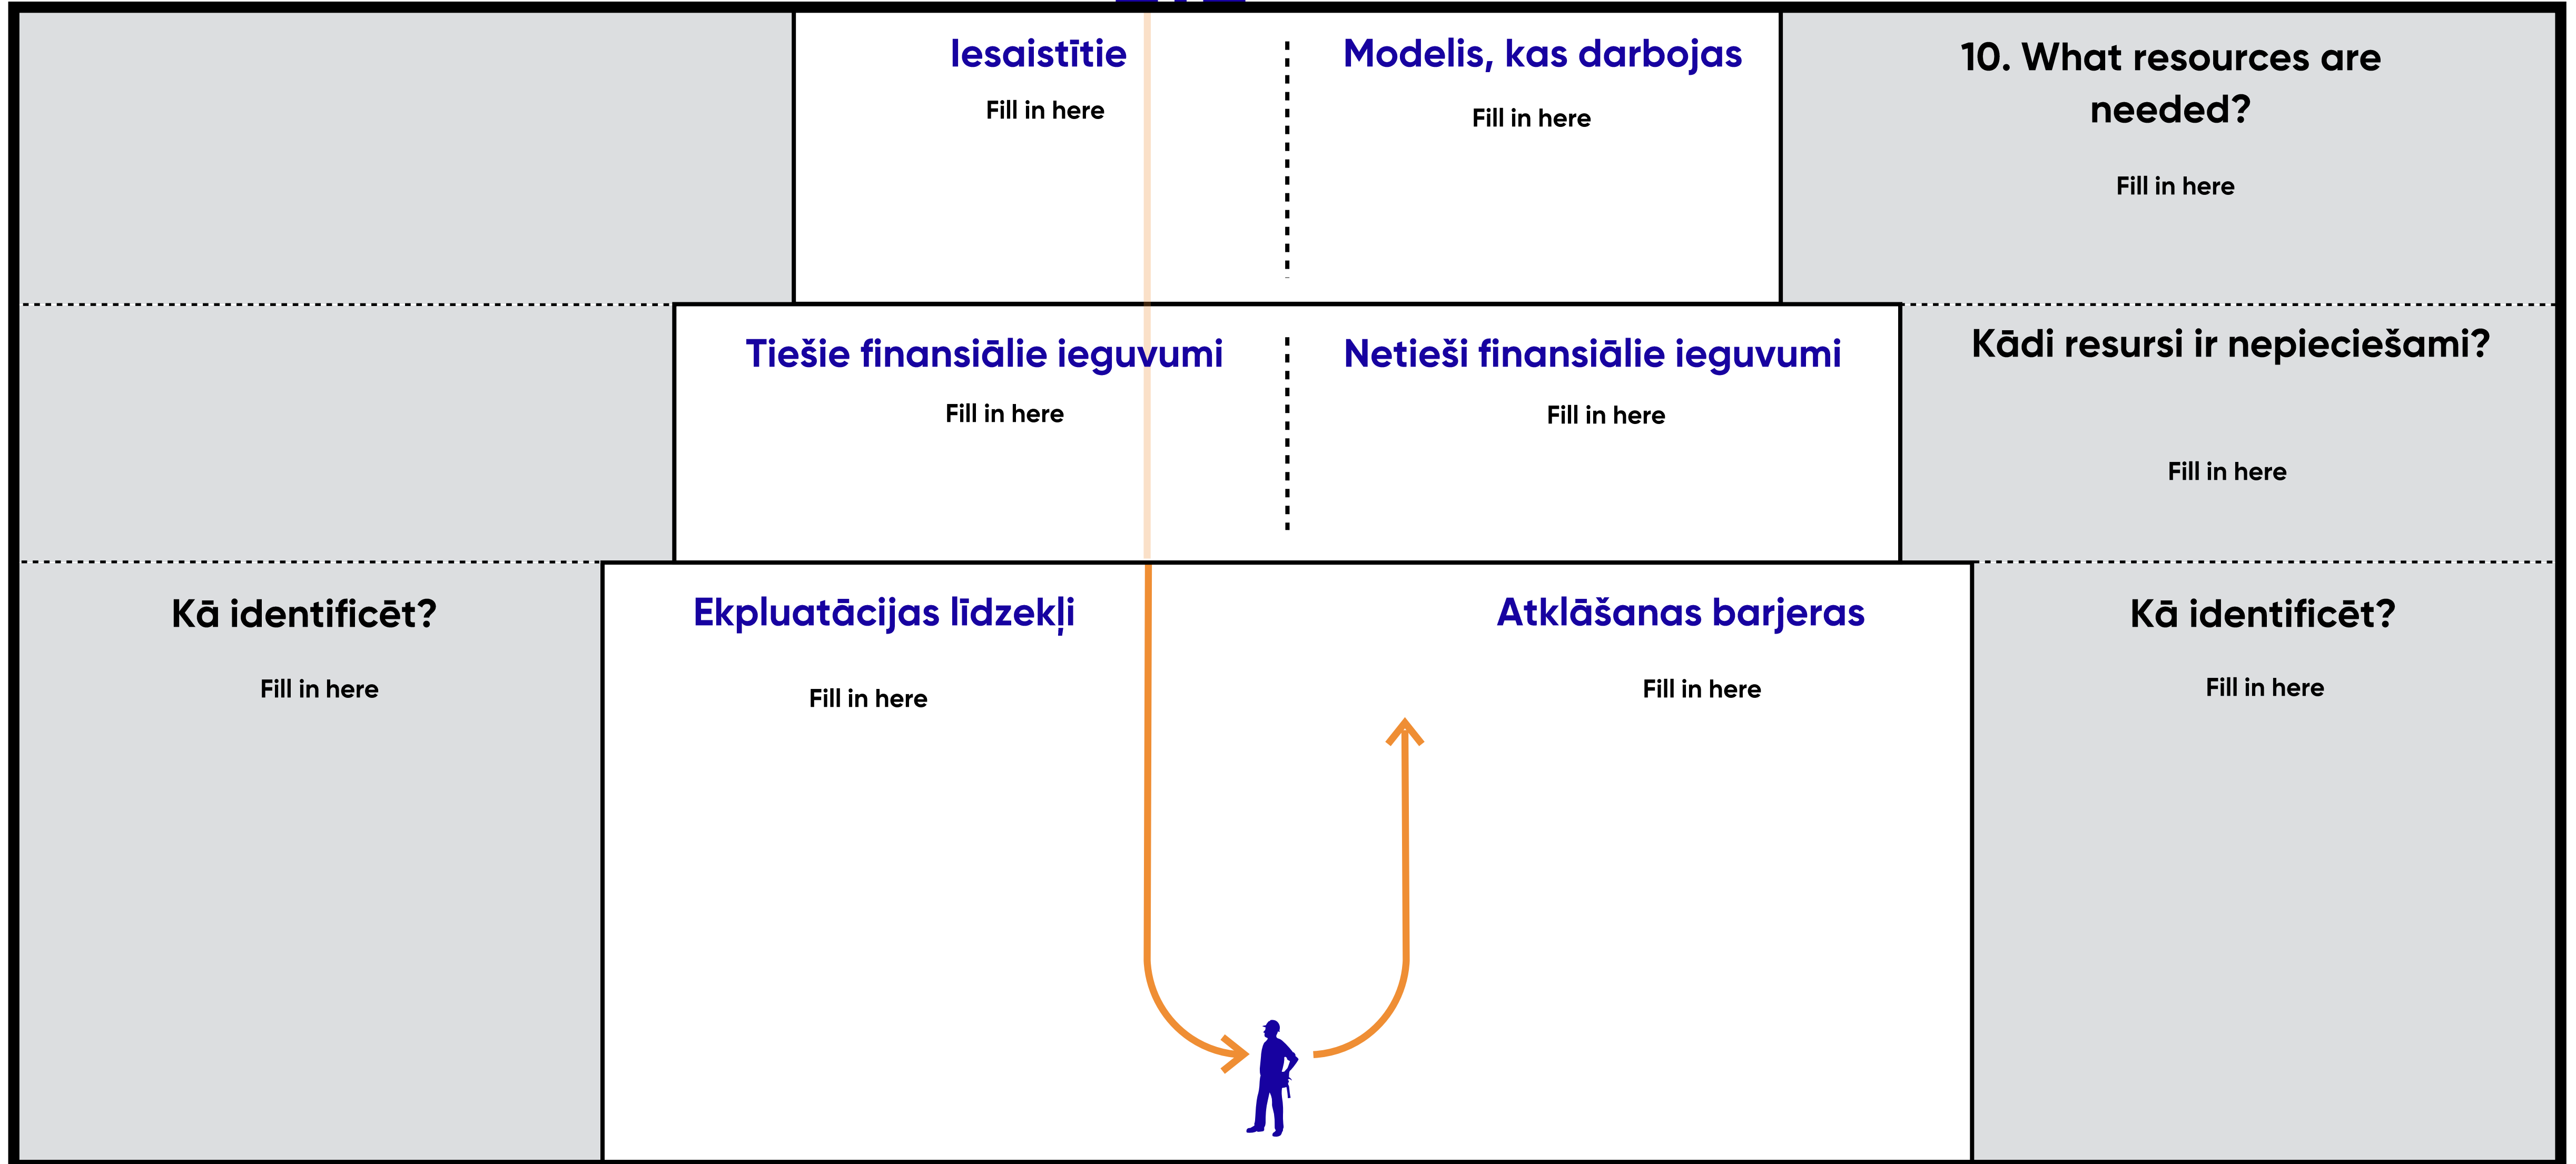 Iesaistītie
Fill in here
Modelis, kas darbojas
Fill in here
10. What resources are
needed?
Fill in here
Tiešie finansiālie ieguvumi
Fill in here
Netieši finansiālie ieguvumi
Fill in here
Kādi resursi ir nepieciešami?
Fill in here
Kā identificēt?
Fill in here
Ekpluatācijas līdzekļi
Fill in here
Atklāšanas barjeras
Fill in here
Kā identificēt?
Fill in here